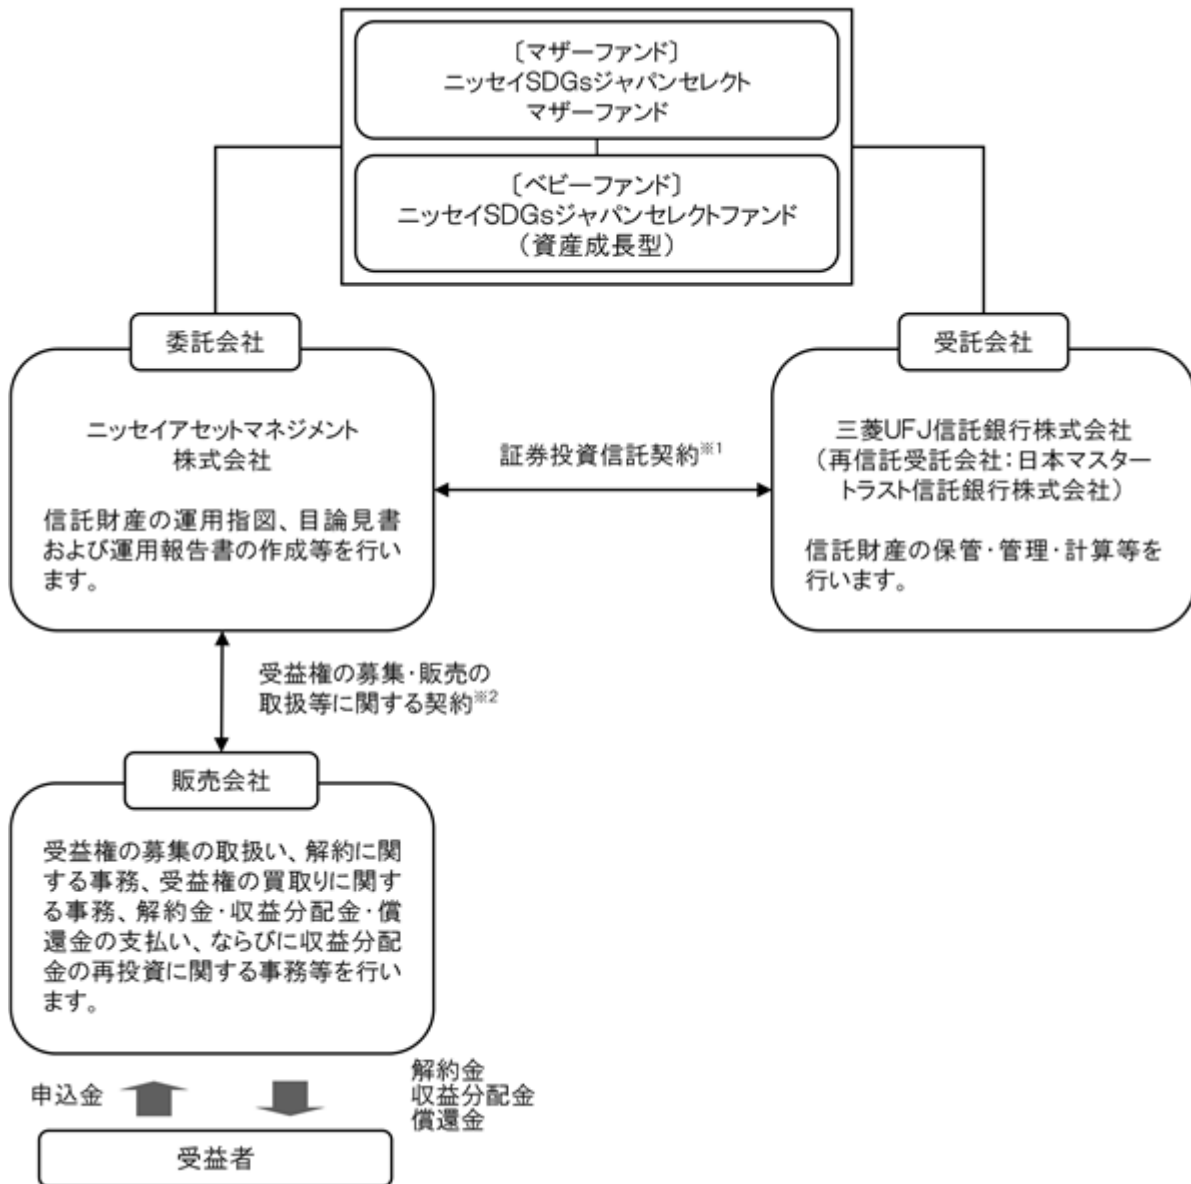 〔マザーファンド〕
ニッセイSDGsジャパンセレクト
マザーファンド
〔ベビーファンド〕
ニッセイSDGsジャパンセレクトファンド
（資産成長型）
委託会社
ニッセイアセットマネジメント
株式会社
信託財産の運用指図、目論見書
および運用報告書の作成等を行い
ます。
証券投資信託契約※1
受託会社
三菱UFJ信託銀行株式会社
（再信託受託会社：日本マスター
トラスト信託銀行株式会社）
信託財産の保管・管理・計算等を
行います。
受益権の募集・販売の
取扱等に関する契約※2
販売会社
受益権の募集の取扱い、解約に関
する事務、受益権の買取りに関す
る事務、解約金・収益分配金・償
還金の支払い、ならびに収益分配
金の再投資に関する事務等を行い
ます。
申込金
解約金
収益分配金
償還金
受益者